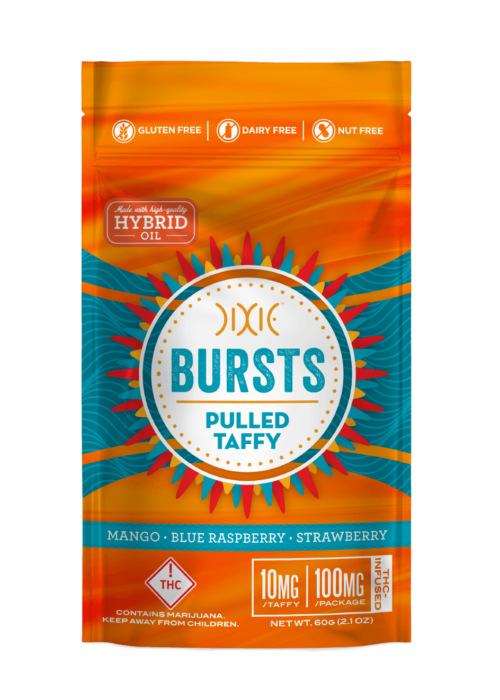 GLUTEN FREE | DAIRY FREE | NUT FREE
Made with high-quality
HYBRID
OIL
DIXIE
BURSTS
PULLED
TAFFY
MANGO · BLUE RASPBERRY · STRAWBERRY
!
THC
CONTAINS MARIJUANA.
KEEP AWAY FROM CHILDREN.
10MG
/TAFFY
100MG
/PACKAGE
THC-
INFUSED
NET WT. 60G (2.1 OZ)